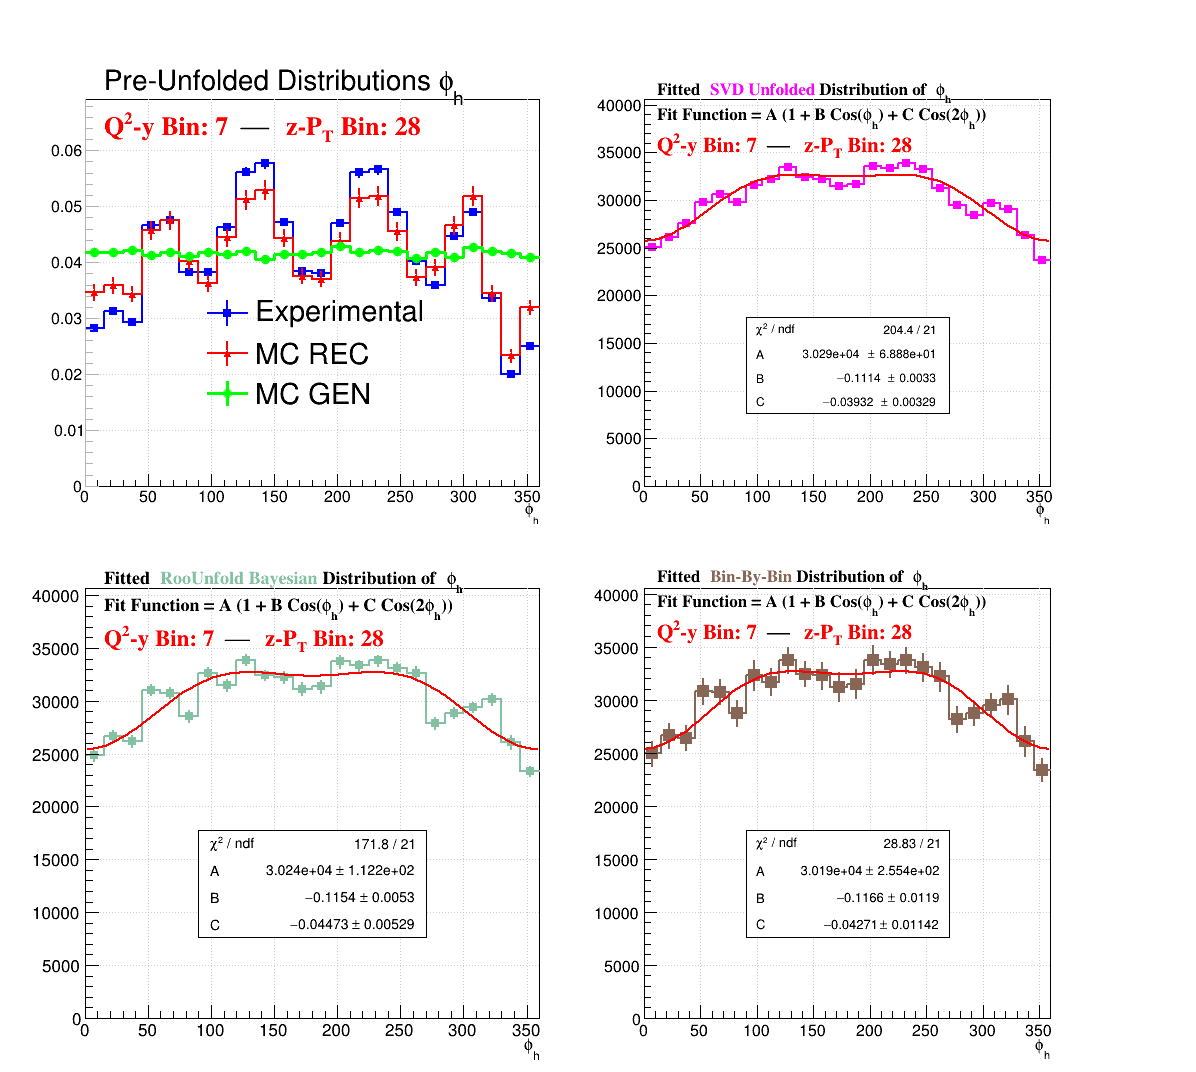 Pre-Unfolded Distributions ϕh
Q²-y Bin: 7 — z-PT Bin: 28
0.06
0.05
0.04
0.03
0.02
0.01
0
Experimental
MC REC
MC GEN
0 50 100 150 200 250 300 350
ϕh
Fitted SVD Unfolded Distribution of ϕh
Fit Function = A (1 + B Cos(ϕh) + C Cos(2ϕh))
Q²-y Bin: 7 — z-PT Bin: 28
40000
35000
30000
25000
20000
15000
10000
5000
0
χ² / ndf 204.4 / 21
A 3.029e+04 ± 6.888e+01
B −0.1114 ± 0.0033
C −0.03932 ± 0.00329
0 50 100 150 200 250 300 350
ϕh
Fitted RooUnfold Bayesian Distribution of ϕh
Fit Function = A (1 + B Cos(ϕh) + C Cos(2ϕh))
Q²-y Bin: 7 — z-PT Bin: 28
40000
35000
30000
25000
20000
15000
10000
5000
0
χ² / ndf 171.8 / 21
A 3.024e+04 ± 1.122e+02
B −0.1154 ± 0.0053
C −0.04473 ± 0.00529
0 50 100 150 200 250 300 350
ϕh
Fitted Bin-By-Bin Distribution of ϕh
Fit Function = A (1 + B Cos(ϕh) + C Cos(2ϕh))
Q²-y Bin: 7 — z-PT Bin: 28
40000
35000
30000
25000
20000
15000
10000
5000
0
χ² / ndf 28.83 / 21
A 3.019e+04 ± 2.554e+02
B −0.1166 ± 0.0119
C −0.04271 ± 0.01142
0 50 100 150 200 250 300 350
ϕh